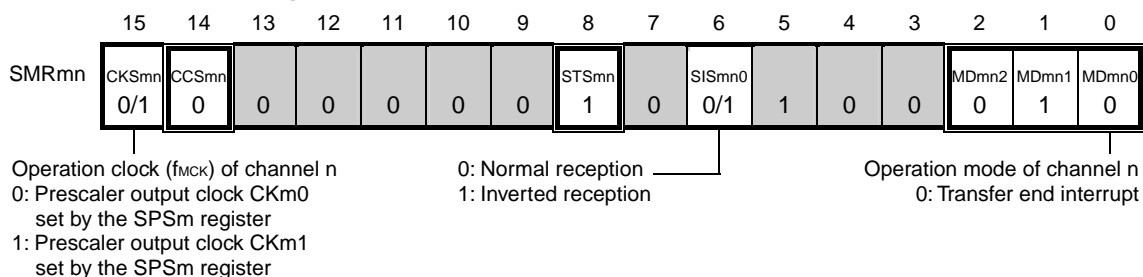 15 14 13 12 11 10 9 8 7 6 5 4 3 2 1 0
SMRmn CKSmn CCSmn STSmn SISmn0 MDmn2 MDmn1 MDmn0
0/1 0 0 0 0 0 0 1 0 0/1 1 0 0 0 1 0
Operation clock (fMCK) of channel n
0: Prescaler output clock CKm0
set by the SPSm register
1: Prescaler output clock CKm1
set by the SPSm register
0: Normal reception
1: Inverted reception
Operation mode of channel n
0: Transfer end interrupt